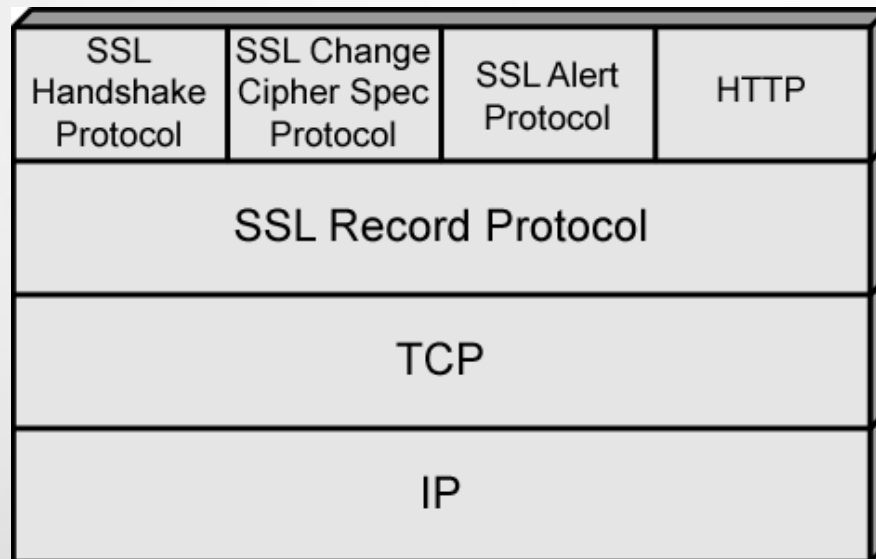 SSL
Handshake
Protocol
SSL Change
Cipher Spec
Protocol
SSL Alert
Protocol
HTTP
SSL Record Protocol
TCP
IP